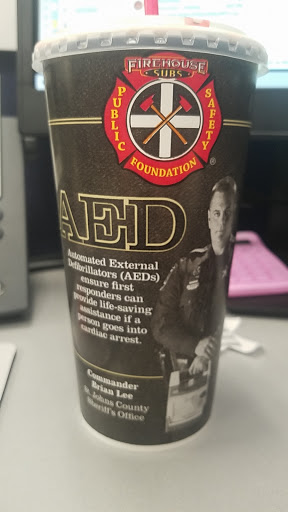 FIREHOUSE
SUBS
PUBLIC
SAFETY
FOUNDATION
®
AED
Automated External
Defibrillators (AEDs)
ensure first
responders can
provide life-saving
assistance if a
person goes into
cardiac arrest.
Commander
Brian Lee
St. Johns County
Sheriff's Office